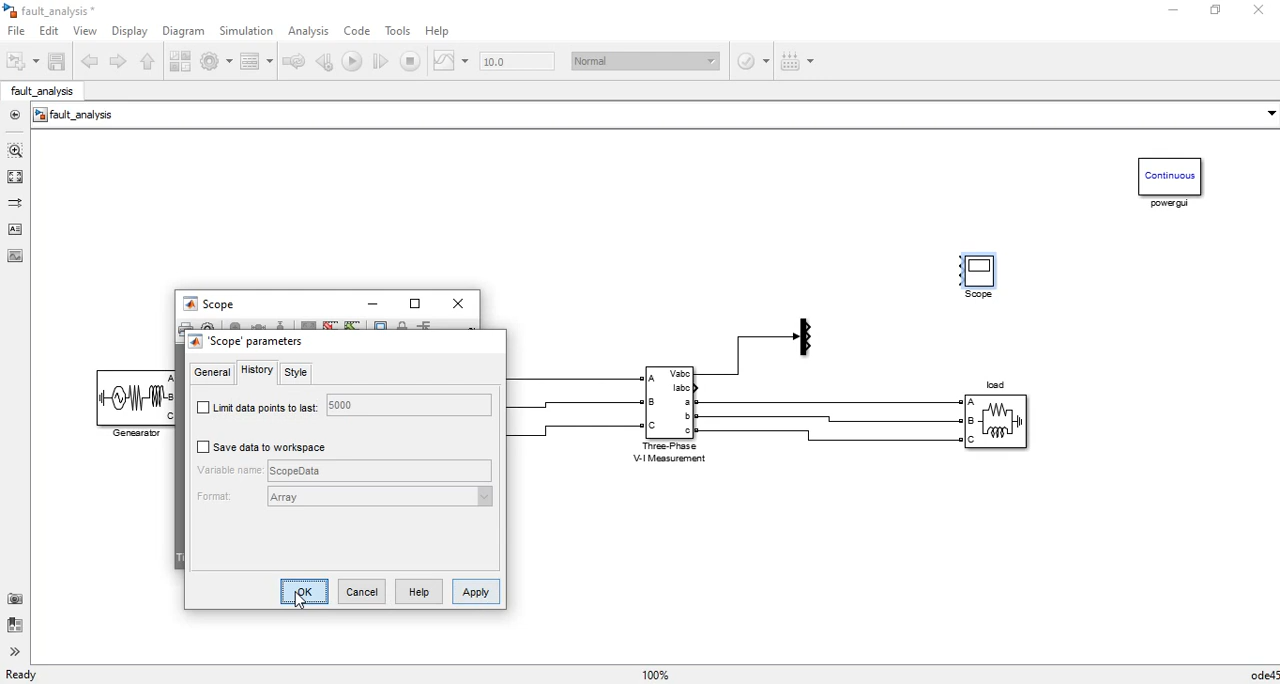 fault_analysis *
File Edit View Display Diagram Simulation Analysis Code Tools Help
10.0
Normal
fault_analysis
fault_analysis
Continuous
powergui
Scope
Scope
'Scope' parameters
General History Style
Limit data points to last: 5000
Save data to workspace
Variable name: ScopeData
Format: Array
OK Cancel Help Apply
A
B
C
Genearator
A
B
C
Vabc
Iabc
a
b
c
Three-Phase
V-I Measurement
load
A
B
C
Ready 100% ode45